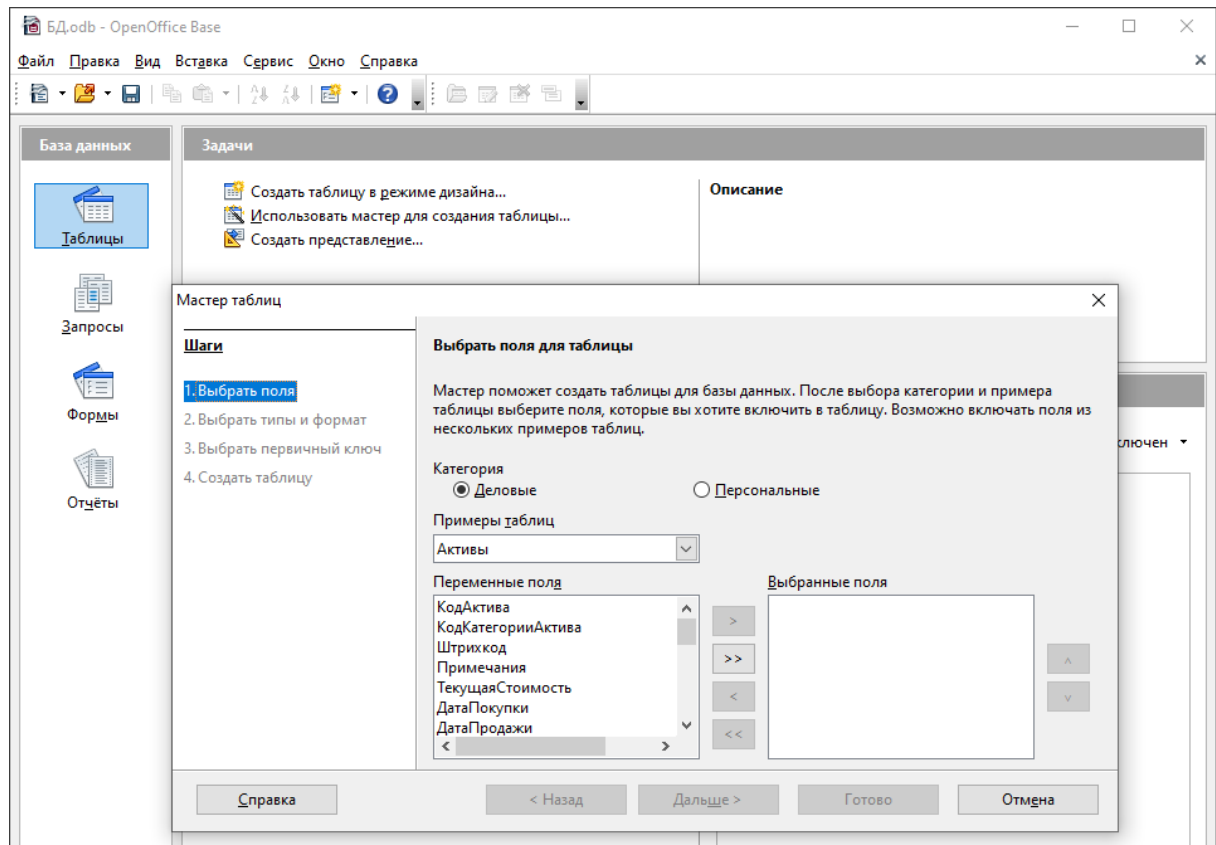 БД.odb - OpenOffice Base
Файл Правка Вид Вставка Сервис Окно Справка
База данных
Задачи
Таблицы
Запросы
Формы
Отчёты
Создать таблицу в режиме дизайна...
Использовать мастер для создания таблицы...
Создать представление...
Описание
Мастер таблиц
Шаги
1. Выбрать поля
2. Выбрать типы и формат
3. Выбрать первичный ключ
4. Создать таблицу
Выбрать поля для таблицы
Мастер поможет создать таблицы для базы данных. После выбора категории и примера
таблицы выберите поля, которые вы хотите включить в таблицу. Возможно включать поля из
нескольких примеров таблиц.
Категория
Деловые Персональные
Примеры таблиц
Активы
Переменные поля
КодАктива
КодКатегорииАктива
Штрихкод
Примечания
ТекущаяСтоимость
ДатаПокупки
ДатаПродажи
>
>>
<
<<
Выбранные поля
Справка
< Назад
Дальше >
Готово
Отмена
ключен